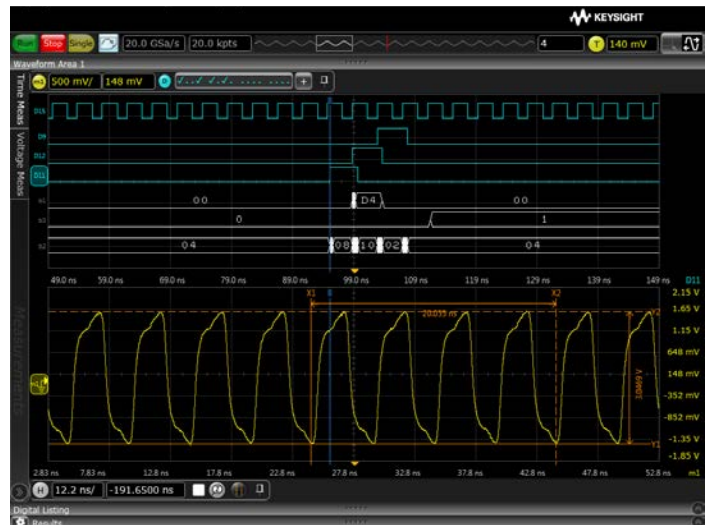 KEYSIGHT
Run Stop Single 20.0 GSa/s 20.0 kpts 4 T 140 mV
Waveform Area 1
m1 500 mV/ 148 mV D +
Time Meas
Voltage Meas
Measurements
D15
D9
D12
D11
00 D4 00
0 1
04 08 10 02 04
49.0 ns 59.0 ns 69.0 ns 79.0 ns 89.0 ns 99.0 ns 109 ns 119 ns 129 ns 139 ns 149 ns D11
X1 X2
2.15 V
Y2 1.65 V
1.15 V
648 mV
148 mV
-352 mV
-852 mV
Y1 -1.35 V
-1.85 V
2.83 ns 7.83 ns 12.8 ns 17.8 ns 22.8 ns 27.8 ns 32.8 ns 37.8 ns 42.8 ns 47.8 ns 52.8 ns m1
H 12.2 ns/ -191.6500 ns
Digital Listing
Results